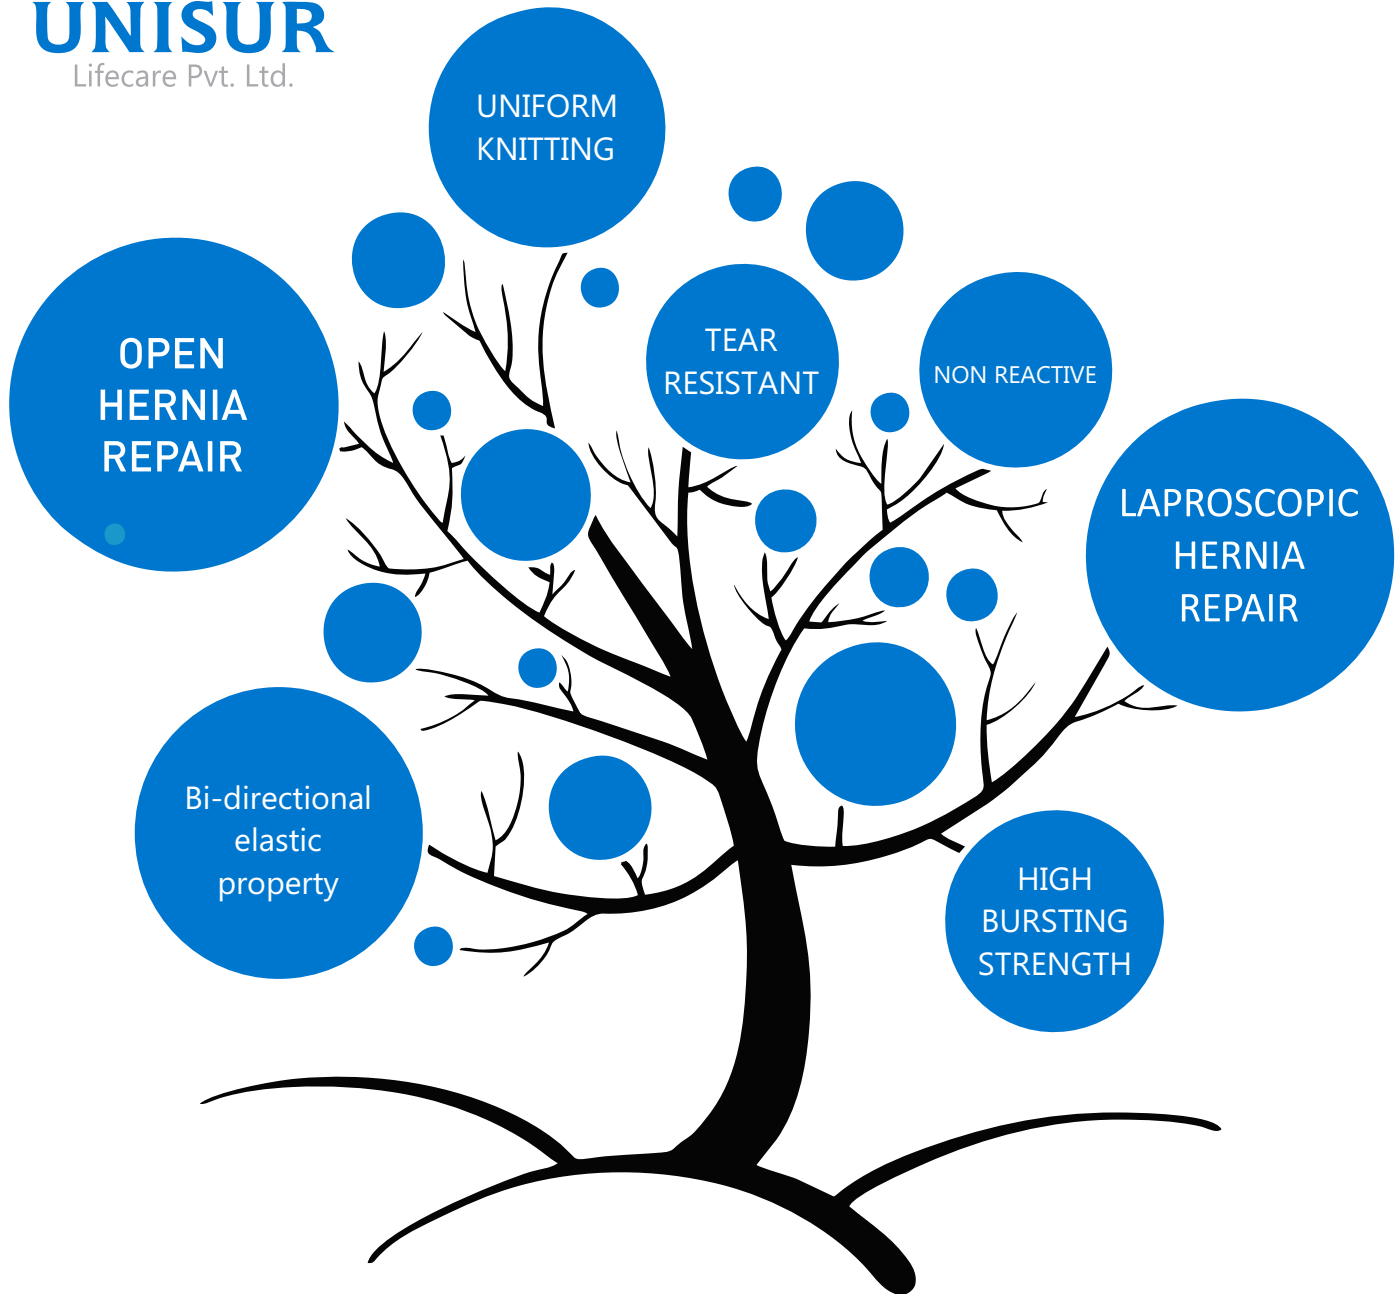 UNISUR
Lifecare Pvt. Ltd.
UNIFORM
KNITTING
OPEN
HERNIA
REPAIR
TEAR
RESISTANT
NON REACTIVE
LAPROSCOPIC
HERNIA
REPAIR
Bi-directional
elastic
property
HIGH
BURSTING
STRENGTH